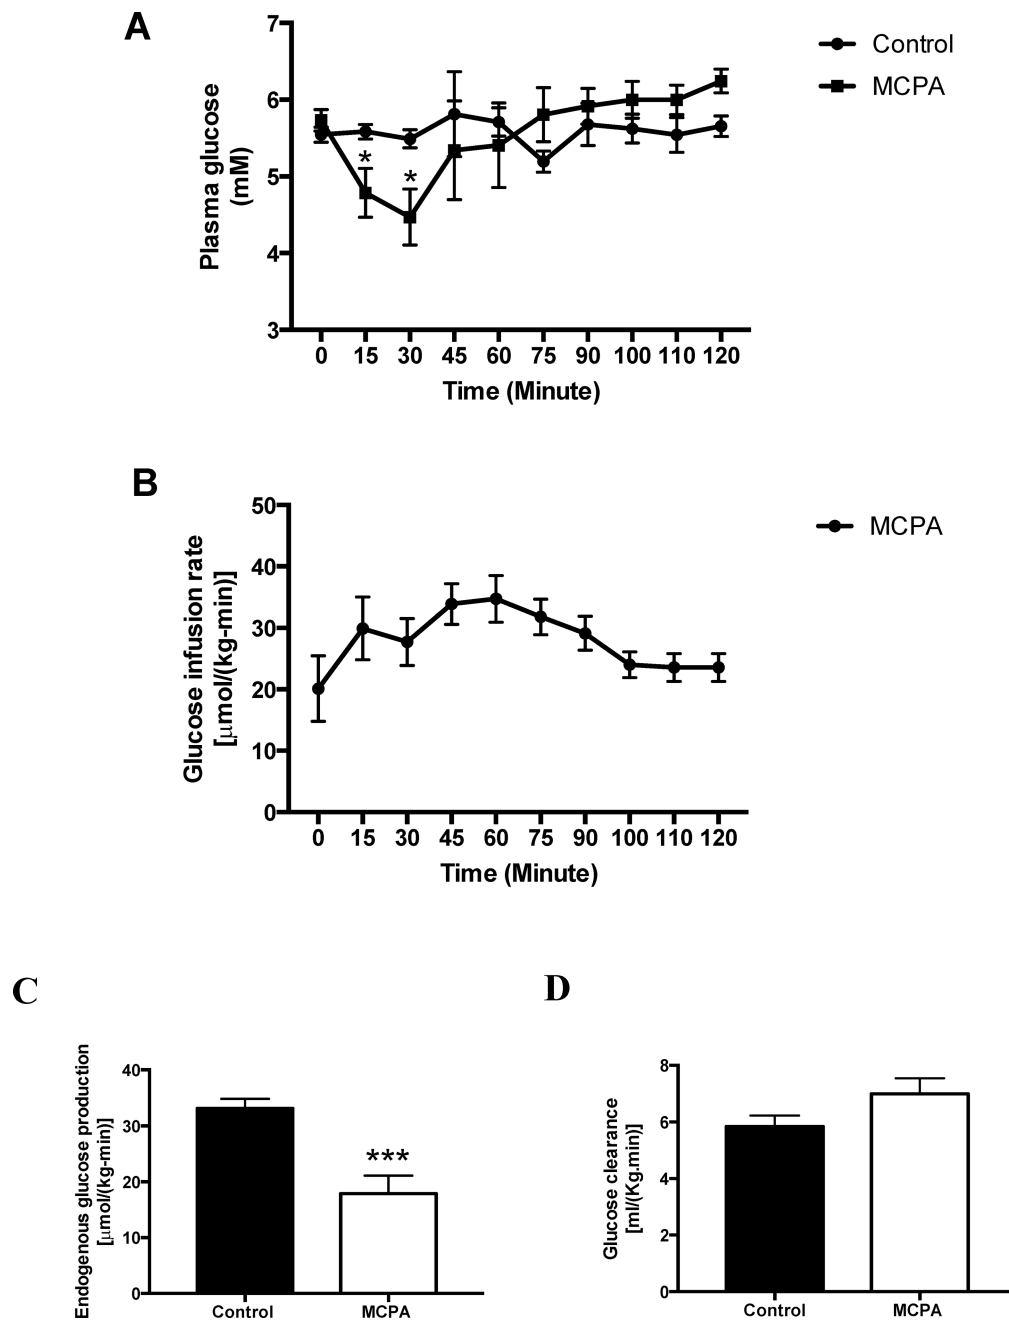 A
Control
MCPA
Plasma glucose
(mM)
7
6
5
4
3
*
*
0 15 30 45 60 75 90 100 110 120
Time (Minute)
B
MCPA
Glucose infusion rate
[μmol/(kg-min)]
50
40
30
20
10
0
0 15 30 45 60 75 90 100 110 120
Time (Minute)
C
Endogenous glucose production
[μmol/(kg-min)]
40
30
20
10
0
***
Control MCPA
D
Glucose clearance
[ml/(Kg.min)]
8
6
4
2
0
Control MCPA